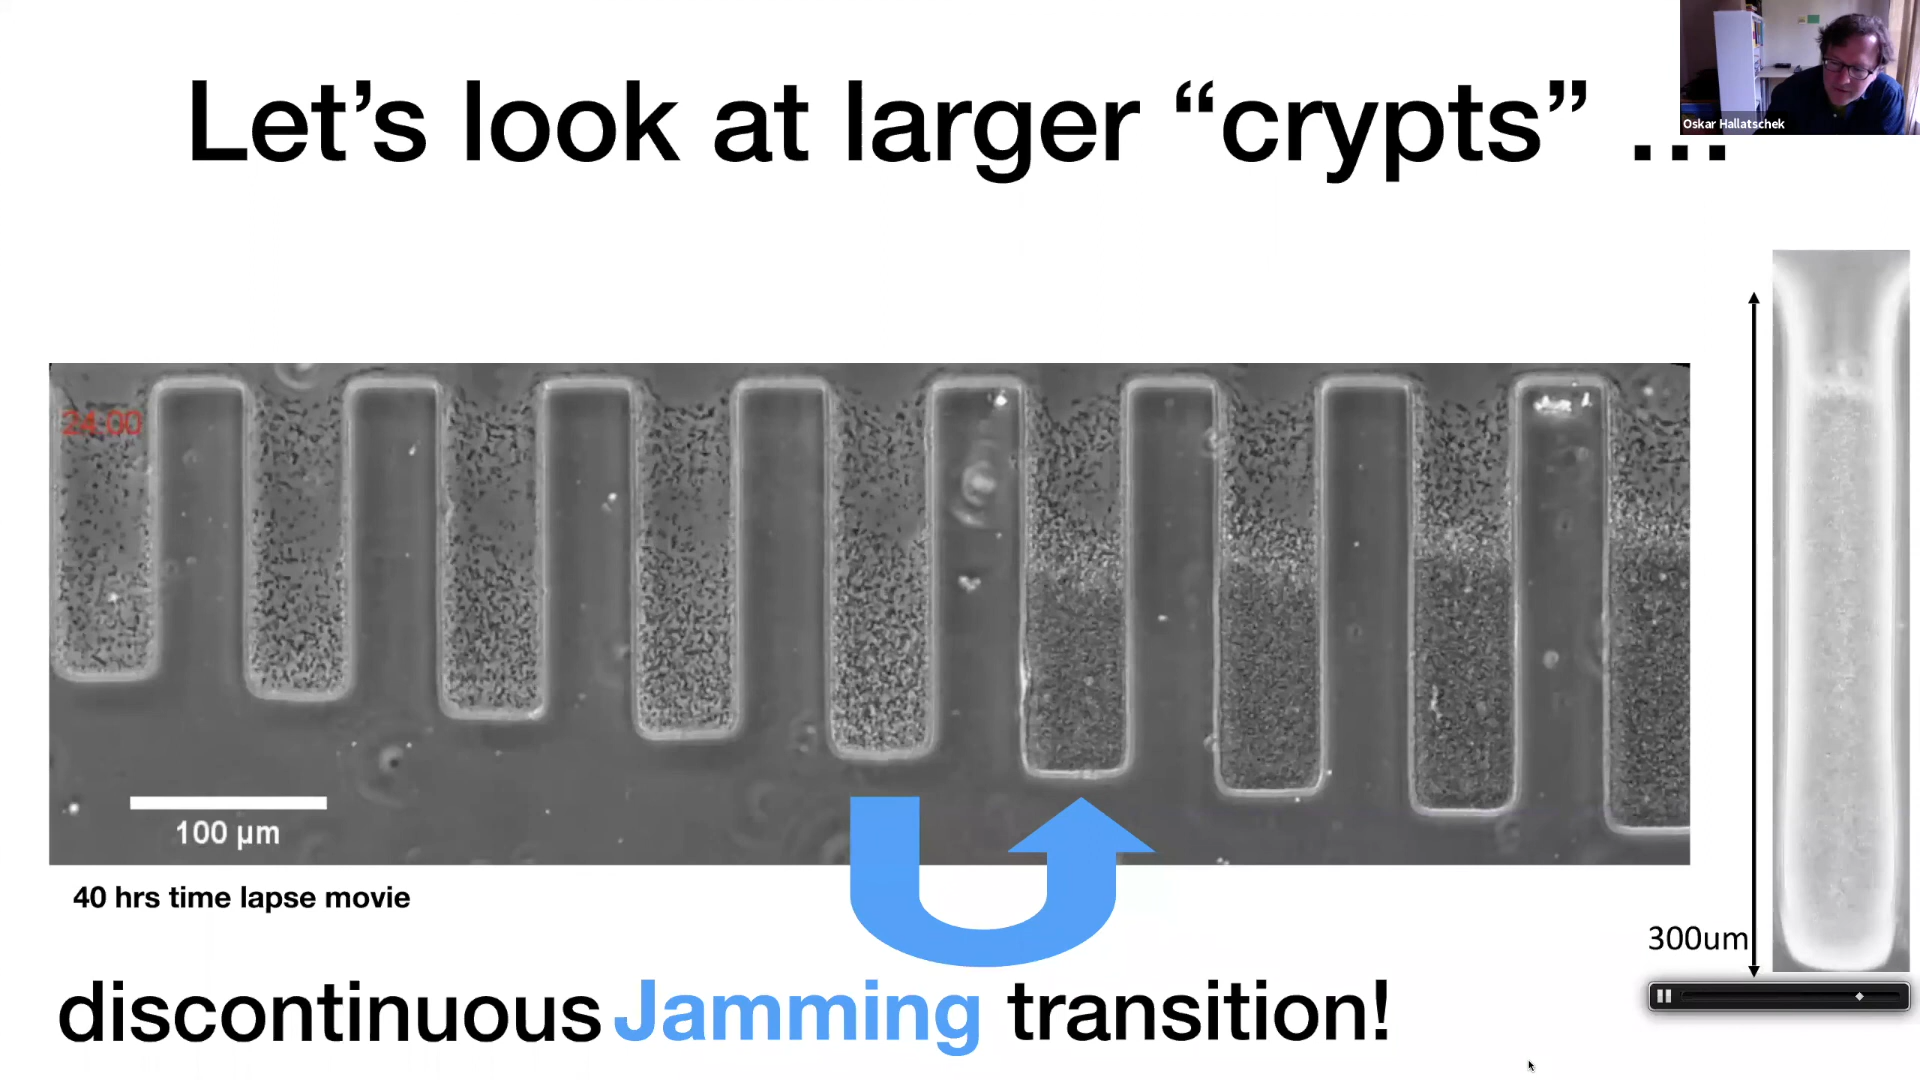 Let's look at larger “crypts” ...
Oskar Hallatschek
24:00
100 µm
40 hrs time lapse movie
300um
discontinuous Jamming transition!